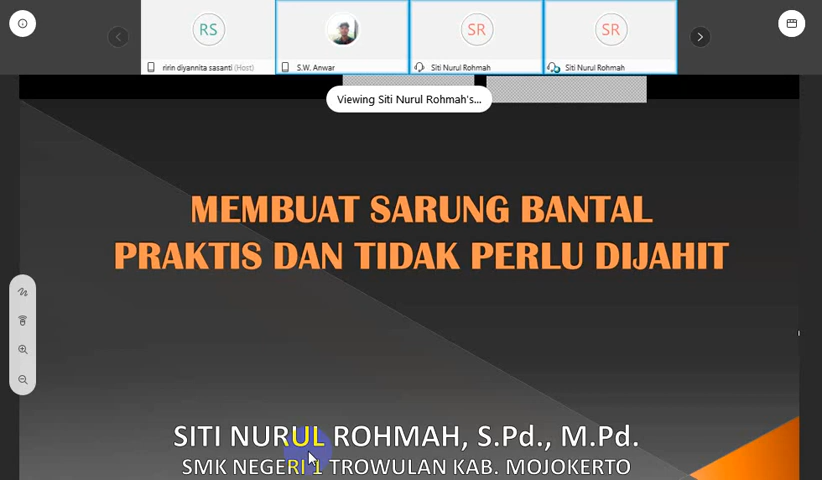 RS
SR
SR
ririn diyannita sasanti (Host)
S.W. Anwar
Siti Nurul Rohmah
Siti Nurul Rohmah
Viewing Siti Nurul Rohmah's...
MEMBUAT SARUNG BANTAL
PRAKTIS DAN TIDAK PERLU DIJAHIT
SITI NURUL ROHMAH, S.Pd., M.Pd.
SMK NEGERI 1 TROWULAN KAB. MOJOKERTO